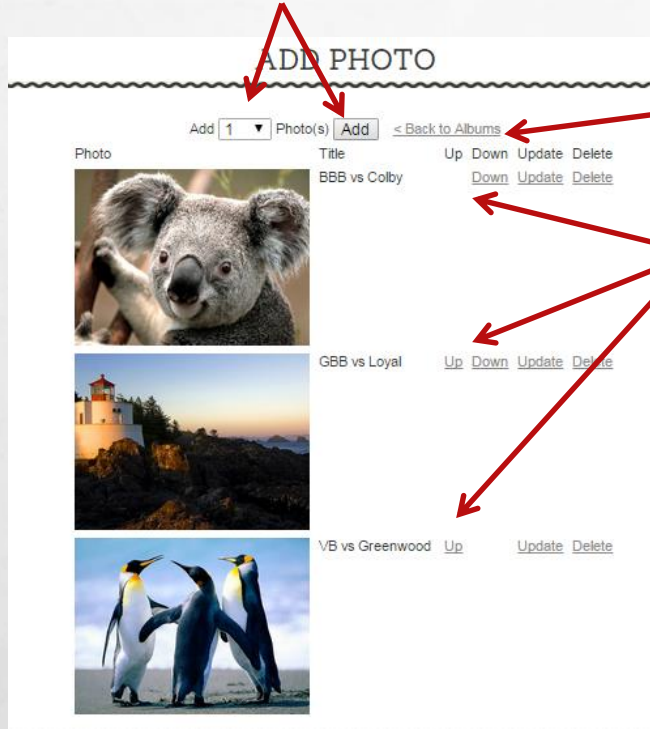 ADD PHOTO
Add 1 Photo(s) Add < Back to Albums
Photo Title Up Down Update Delete
BBB vs Colby Down Update Delete
GBB vs Loyal Up Down Update Delete
VB vs Greenwood Up Update Delete